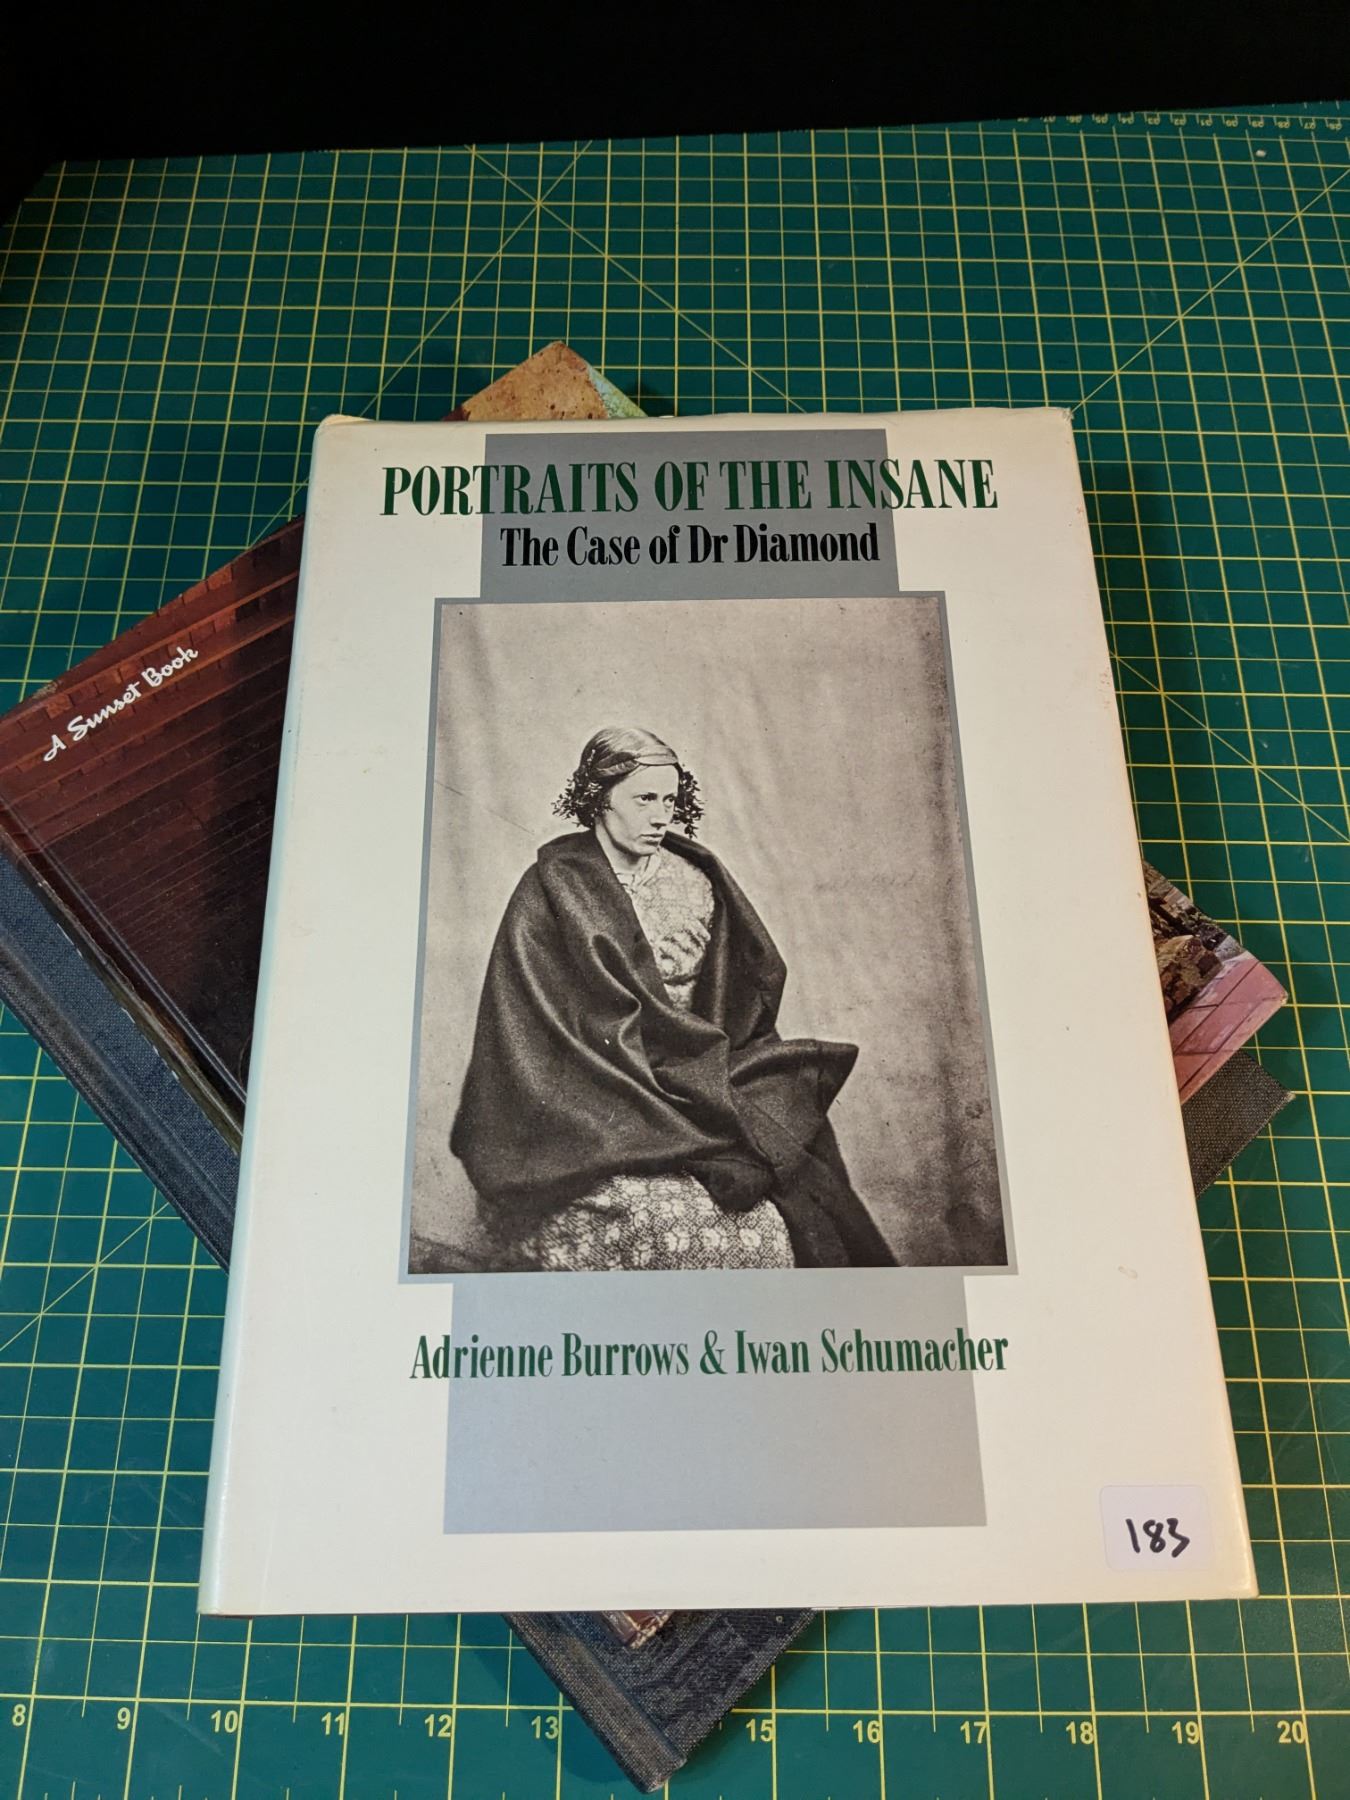 PORTRAITS OF THE INSANE
The Case of Dr Diamond
A Sunset Book
Adrienne Burrows & Iwan Schumacher
183
8 9 10 11 12 13 15 16 17 18 19 20